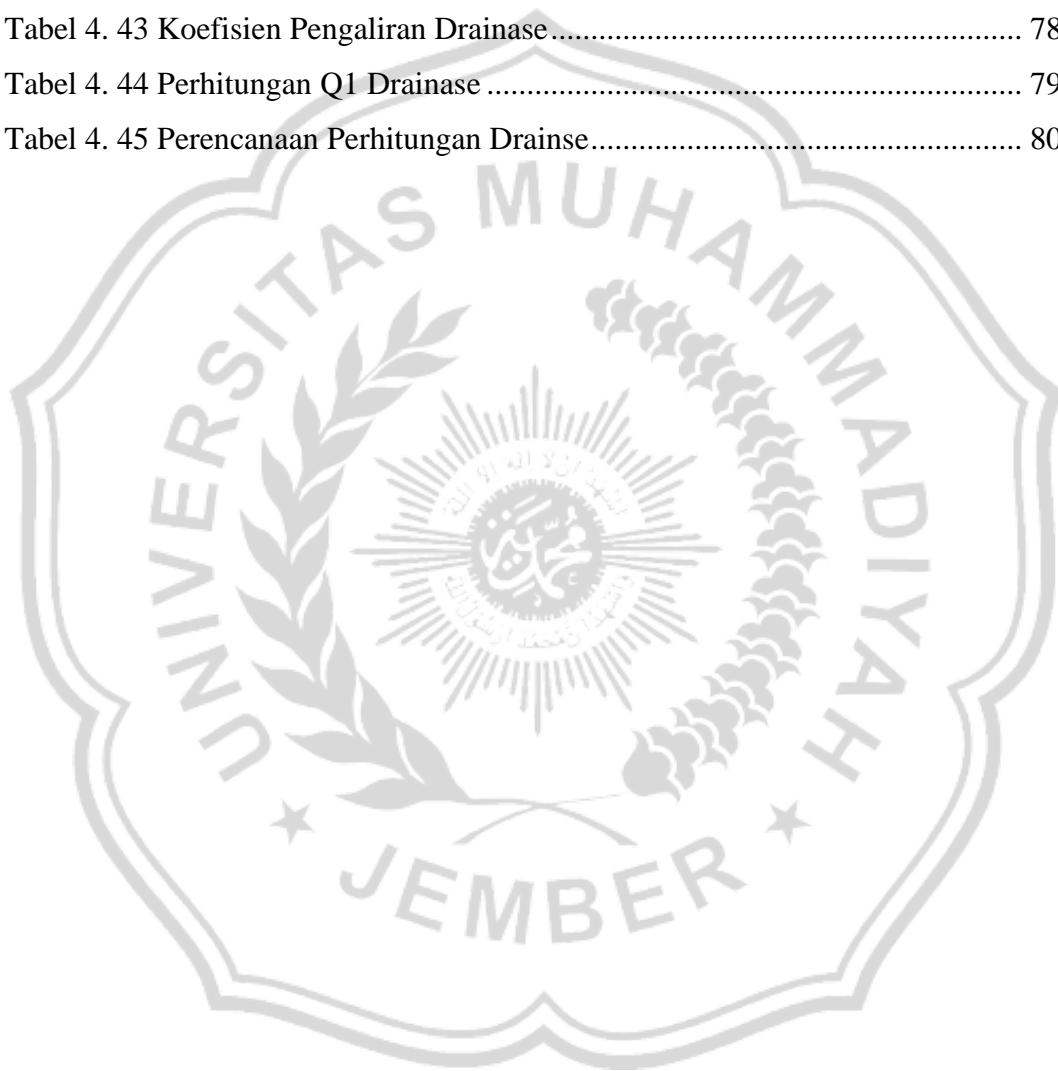 Tabel 4. 43 Koefisien Pengaliran Drainase.................................................................. 78
Tabel 4. 44 Perhitungan Q1 Drainase .......................................................................... 79
Tabel 4. 45 Perencanaan Perhitungan Drainse............................................................ 80
UNIVERSITAS MUHAMMADIYAH
JEMBER